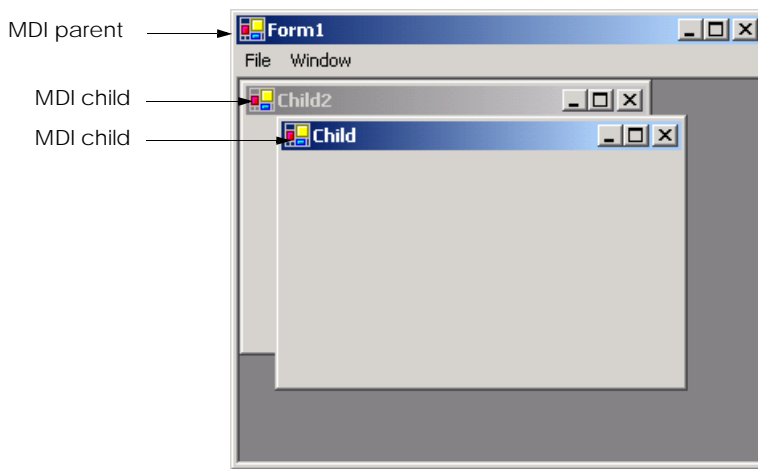 MDI parent
Form1
File Window
MDI child
Child2
MDI child
Child